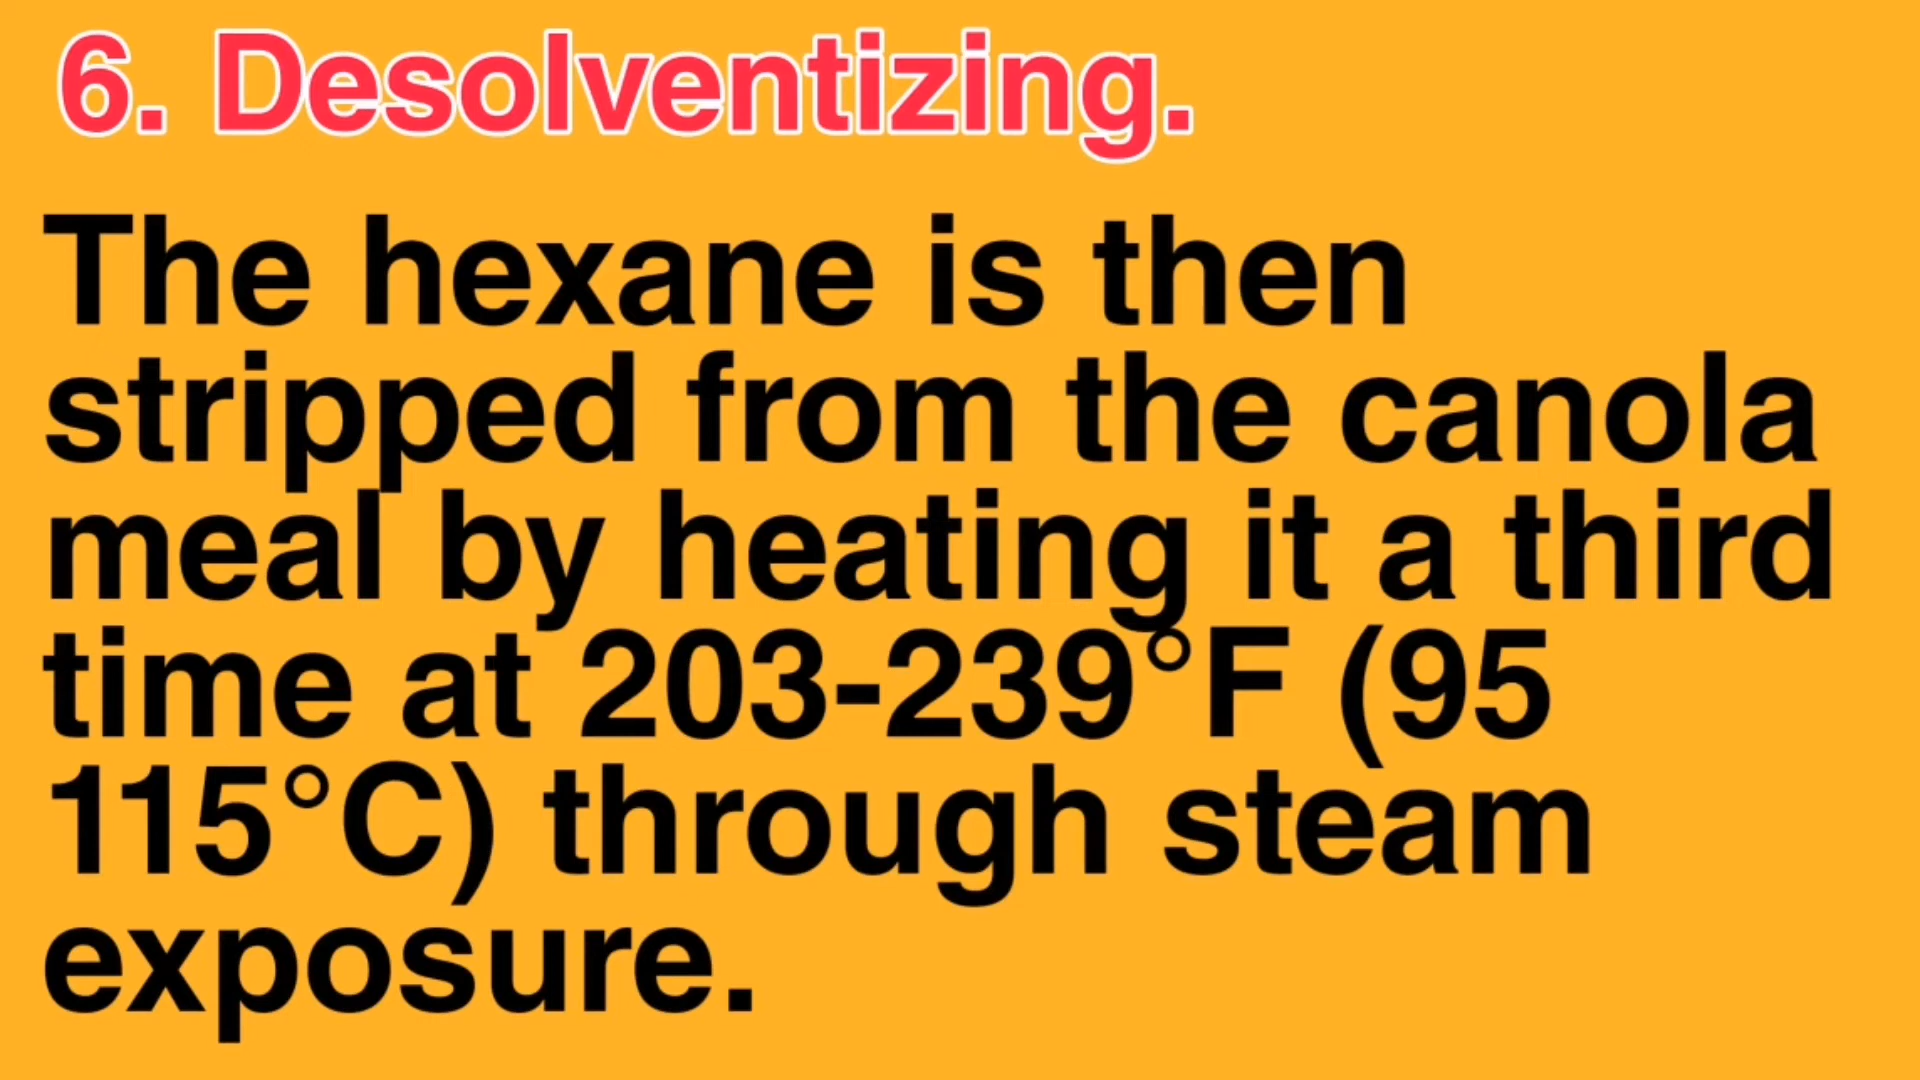 6. Desolventizing.
The hexane is then
stripped from the canola
meal by heating it a third
time at 203-239°F (95
115°C) through steam
exposure.